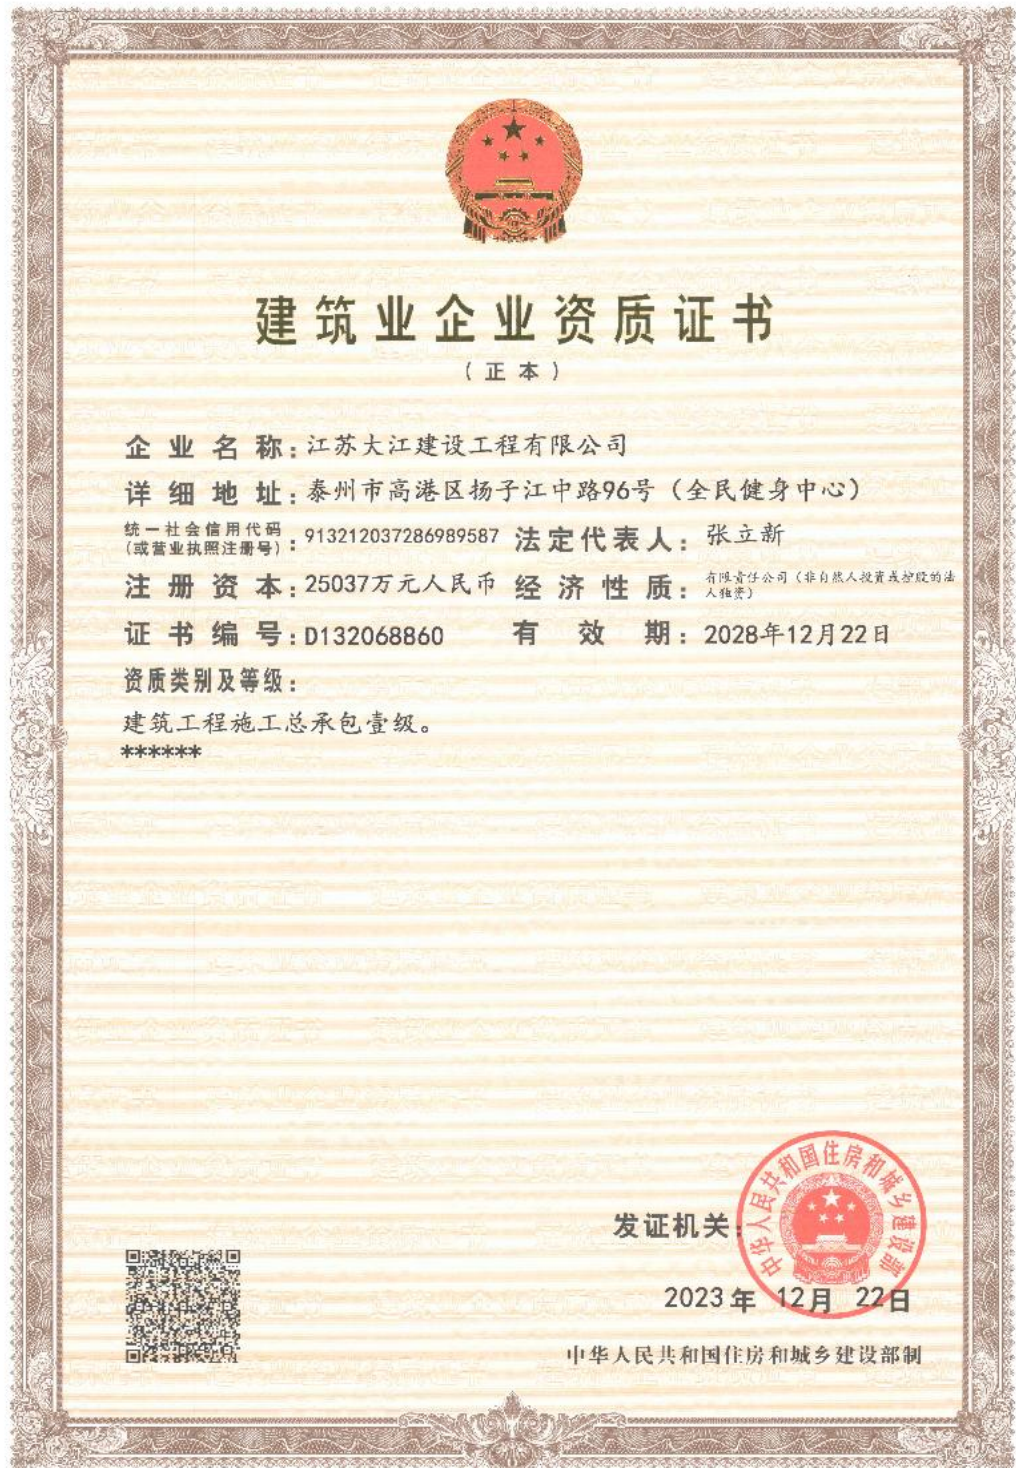 建筑业企业资质证书
（正本）
企业名称：江苏大江建设工程有限公司
详细地址：泰州市高港区扬子江中路96号（全民健身中心）
统一社会信用代码
（或营业执照注册号）：913212037286989587 法定代表人：张立新
注册资本：25037万元人民币 经济性质：有限责任公司（非自然人投资或控股的法
人独资）
证书编号：D132068860 有效期：2028年12月22日
资质类别及等级：
建筑工程施工总承包壹级。
******
中华人民共和国住房和城乡建设部
发证机关：
2023年 12月 22日
中华人民共和国住房和城乡建设部制